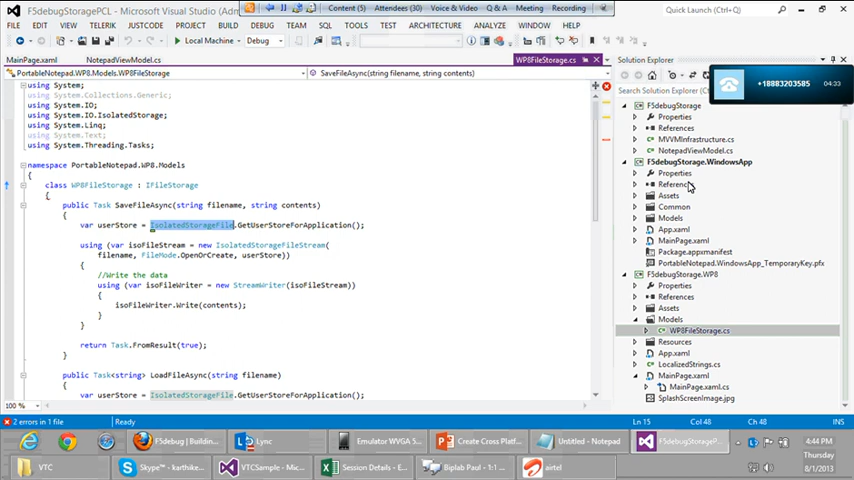 F5debugStoragePCL - Telerik - Microsoft Visual Studio (Adm
Content (5) Attendees (30) Voice & Video Q & A Meeting Recording
Quick Launch (Ctrl+Q)
FILE EDIT VIEW TELERIK JUSTCODE PROJECT BUILD DEBUG TEAM SQL TOOLS TEST ARCHITECTURE ANALYZE WINDOW HELP
Local Machine Debug
MainPage.xaml NotepadViewModel.cs WP8FileStorage.cs
PortableNotepad.WP8.Models.WP8FileStorage SaveFileAsync(string filename, string contents)
using System;
using System.Collections.Generic;
using System.IO;
using System.IO.IsolatedStorage;
using System.Linq;
using System.Text;
using System.Threading.Tasks;
namespace PortableNotepad.WP8.Models
{
class WP8FileStorage : IFileStorage
{
public Task SaveFileAsync(string filename, string contents)
{
var userStore = IsolatedStorageFile.GetUserStoreForApplication();
using (var isoFileStream = new IsolatedStorageFileStream(
filename, FileMode.OpenOrCreate, userStore))
{
//Write the data
using (var isoFileWriter = new StreamWriter(isoFileStream))
{
isoFileWriter.Write(contents);
}
}
return Task.FromResult(true);
}
public Task<string> LoadFileAsync(string filename)
{
var userStore = IsolatedStorageFile.GetUserStoreForApplication();
100 %
Solution Explorer
+18883203585 04:33
Search Solution Explorer
F5debugStorage
Properties
References
MVVMInfrastructure.cs
NotepadViewModel.cs
F5debugStorage.WindowsApp
Properties
References
Assets
Common
Models
App.xaml
MainPage.xaml
Package.appxmanifest
PortableNotepad.WindowsApp_TemporaryKey.pfx
F5debugStorage.WP8
Properties
References
Assets
Models
WP8FileStorage.cs
Resources
App.xaml
LocalizedStrings.cs
MainPage.xaml
MainPage.xaml.cs
SplashScreenImage.jpg
2 errors in 1 file Ready Ln 15 Col 48 Ch 48 INS
F5debug | Building... Lync Emulator WVGA 5... Create Cross Platf... Untitled - Notepad F5debugStoragePC... 4:44 PM
Thursday
VTC Skype™ - karthike... VTCSample - Mic... Session Details - E... Biplab Paul - 1:1 ... airtel 8/1/2013